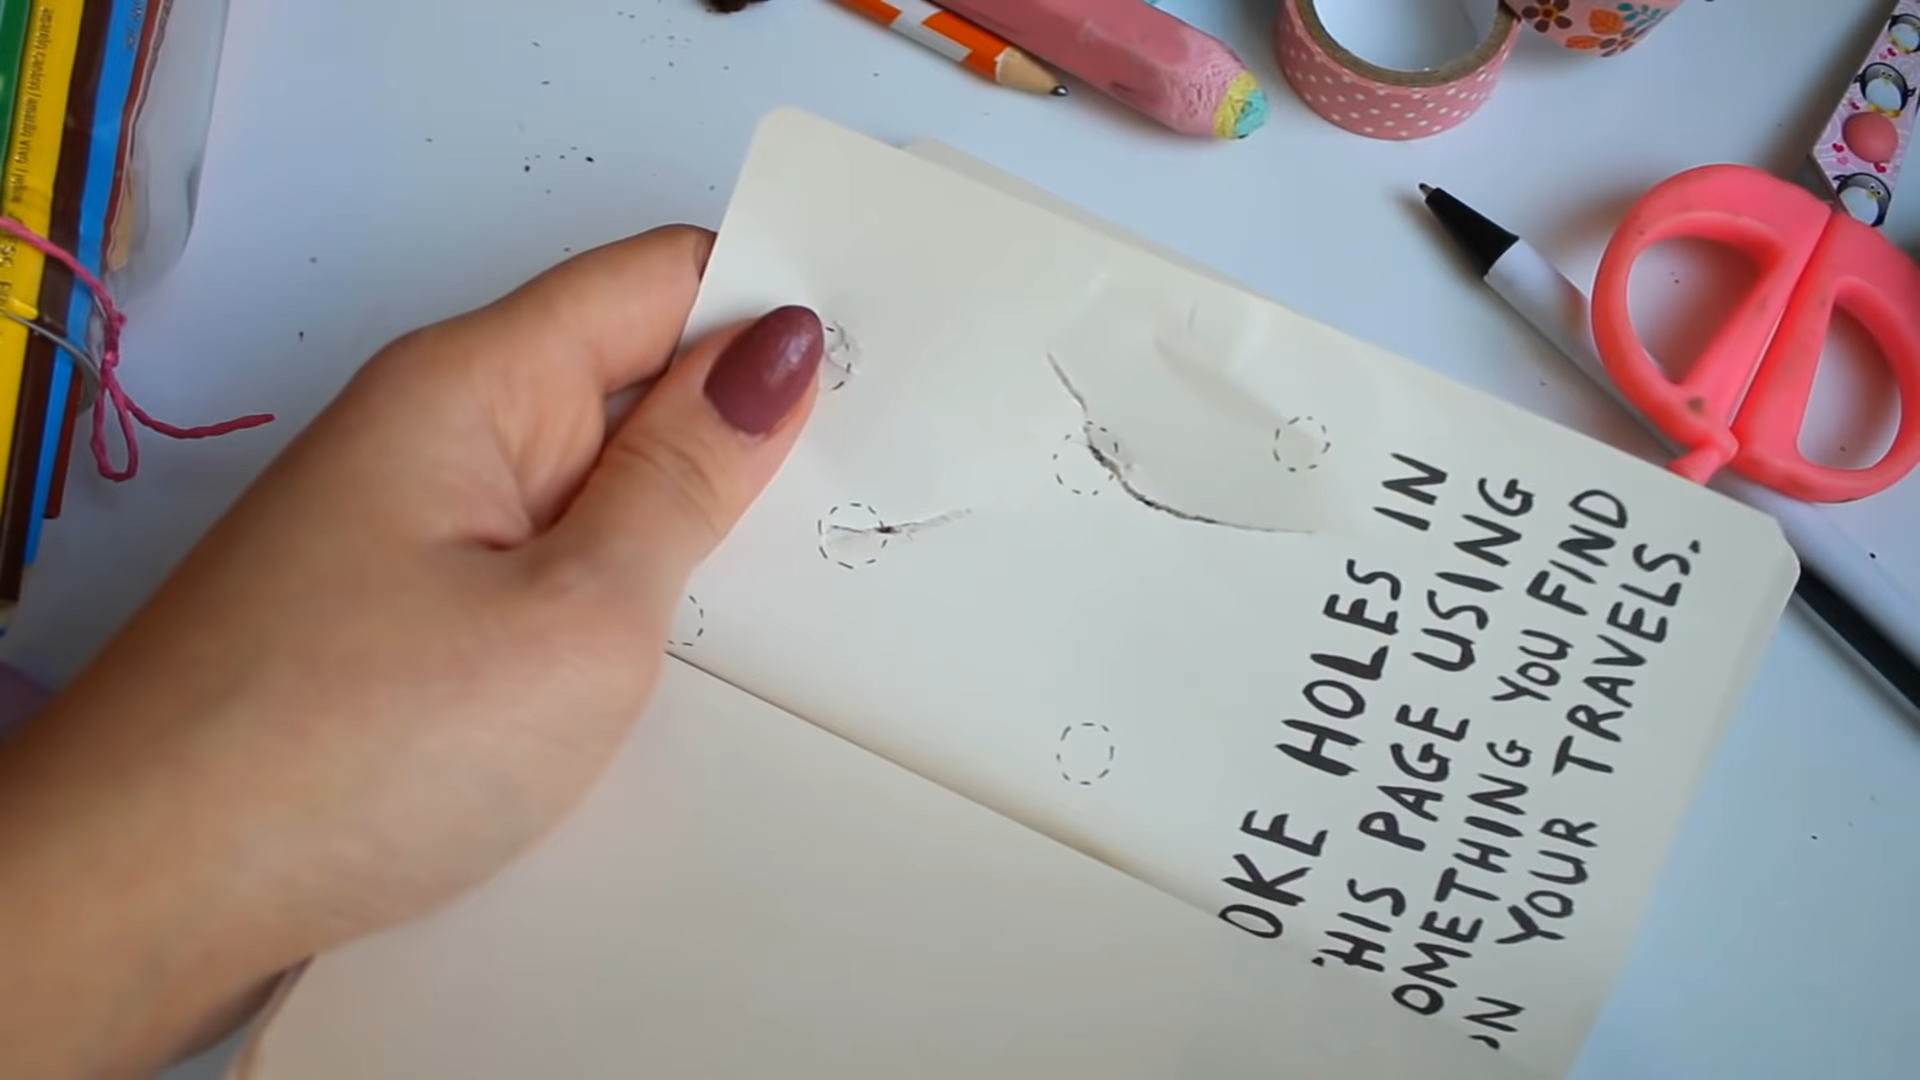 OKE HOLES IN
HIS PAGE USING
OMETHING YOU FIND
N YOUR TRAVELS.